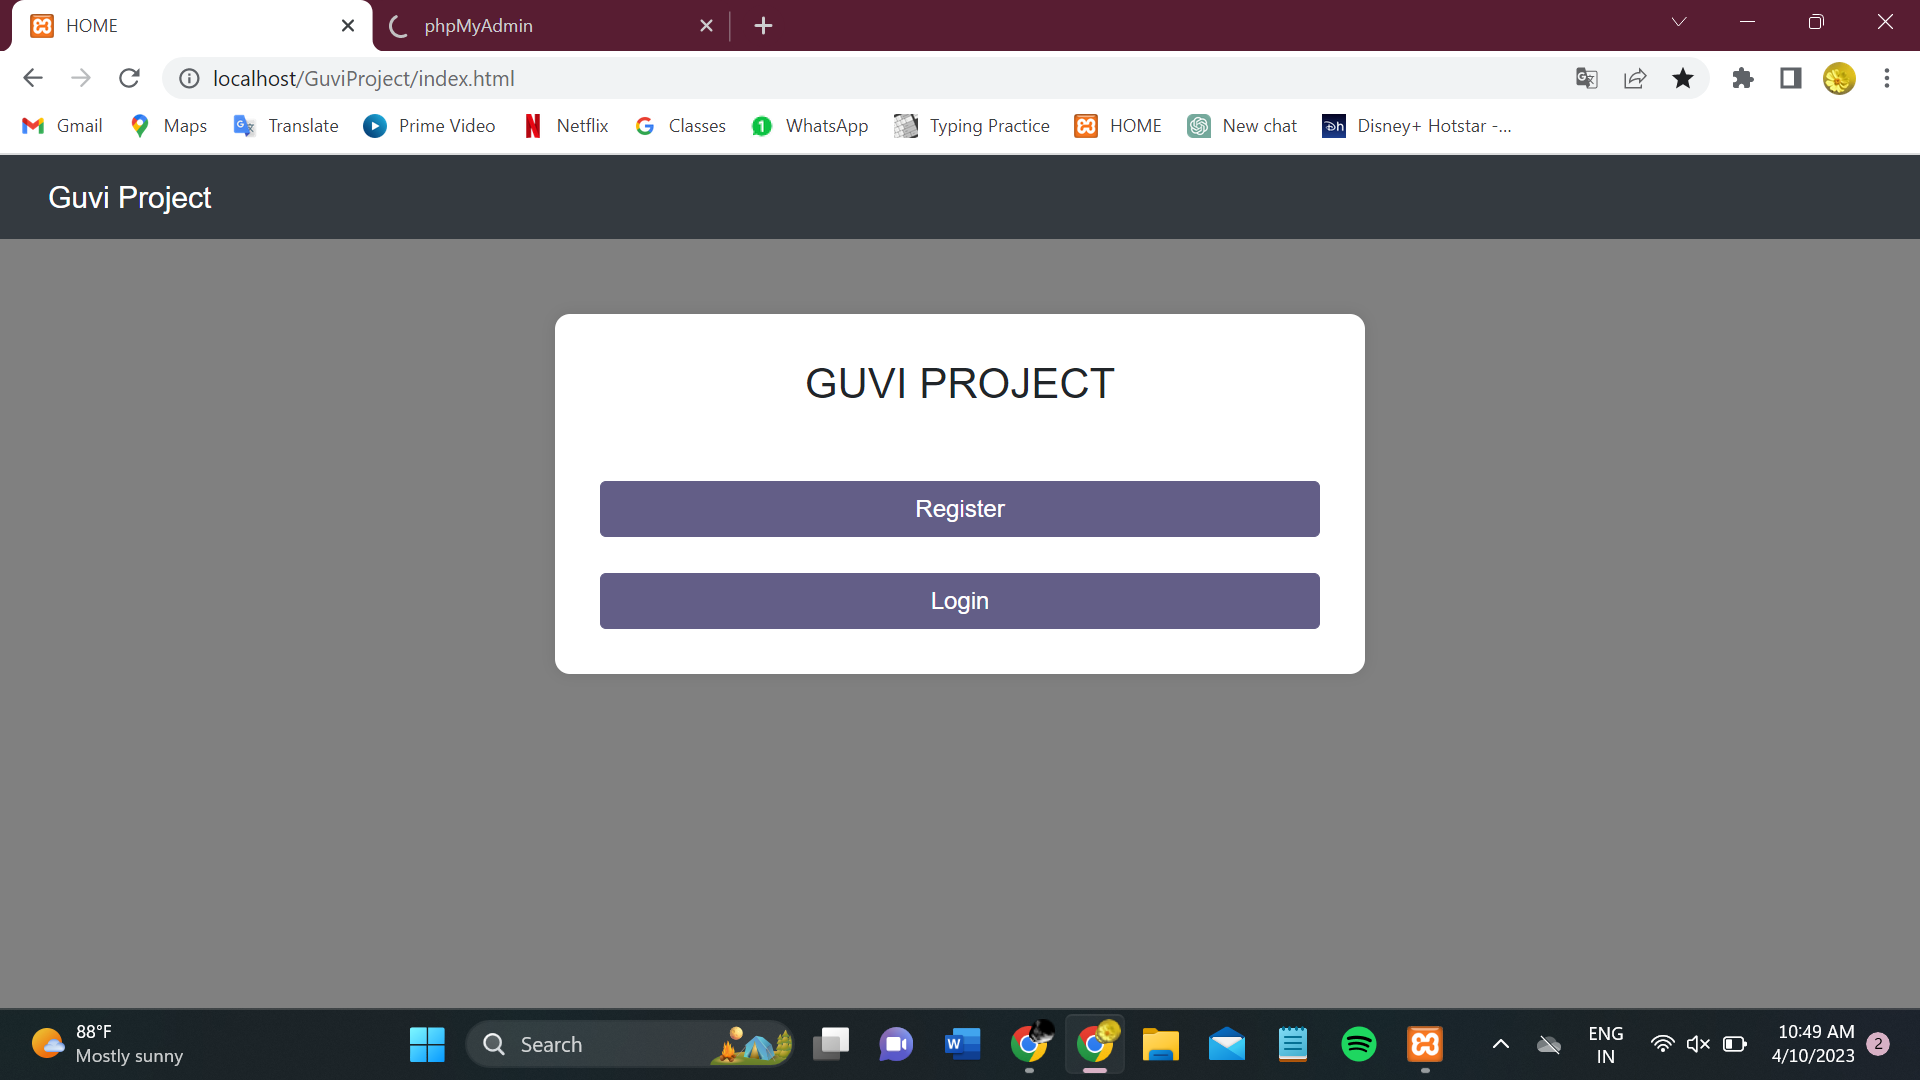 HOME
phpMyAdmin
localhost/GuviProject/index.html
Gmail
Maps
Translate
Prime Video
Netflix
Classes
1
WhatsApp
Typing Practice
HOME
New chat
Disney+ Hotstar -...
Guvi Project
GUVI PROJECT
Register
Login
88°F
Mostly sunny
Search
ENG
IN
10:49 AM
4/10/2023
2